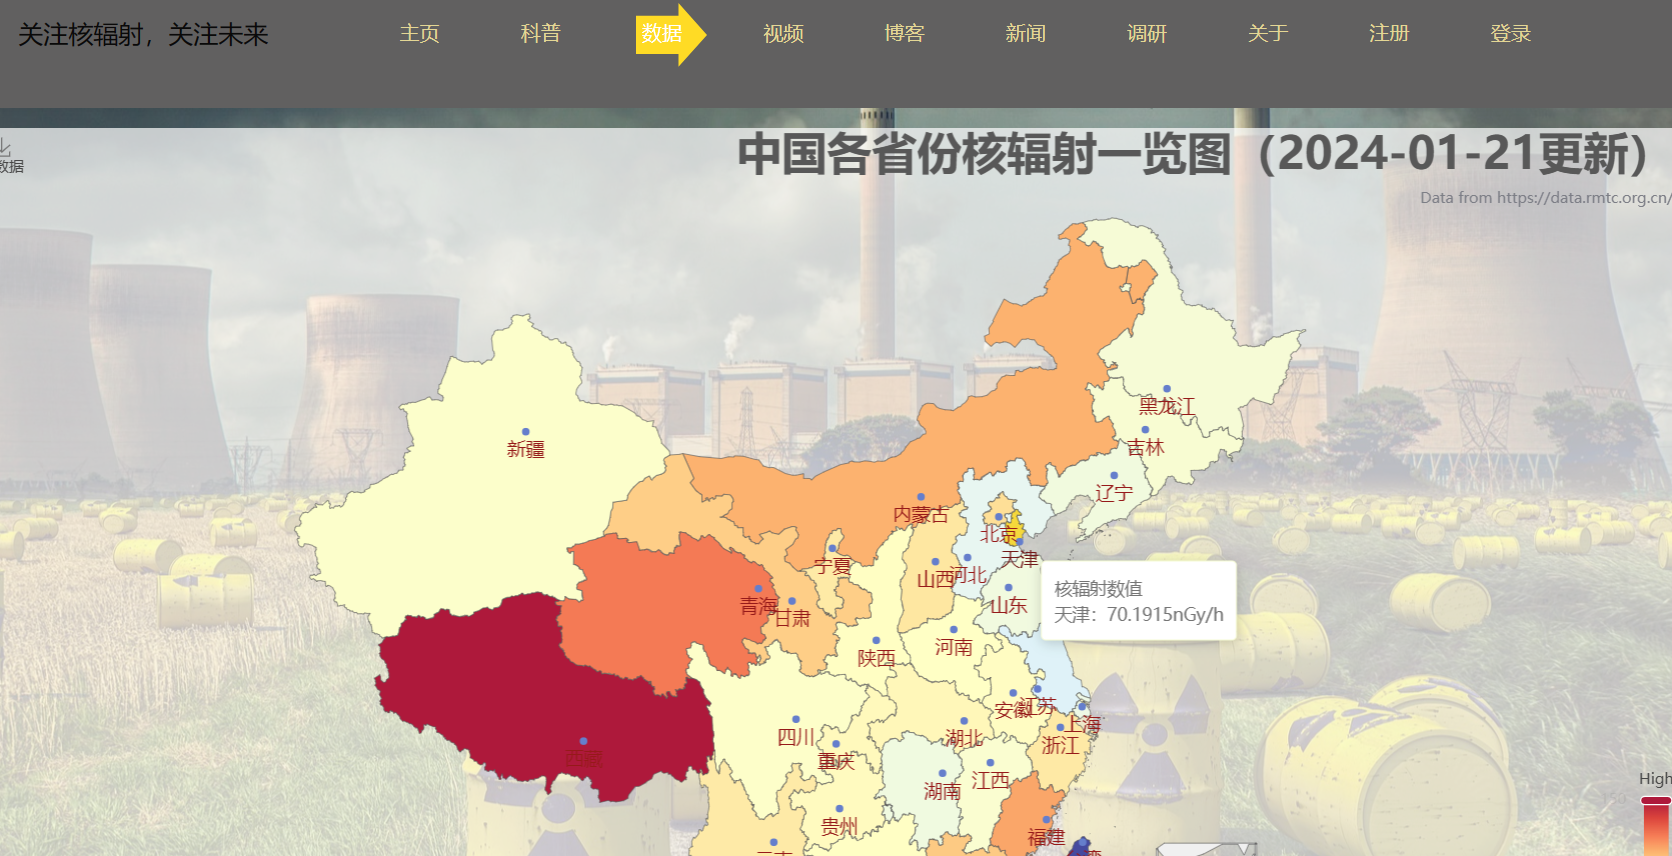 关注核辐射，关注未来
主页 科普 数据 视频 博客 新闻 调研 关于 注册 登录
中国各省份核辐射一览图（2024-01-21更新）
数据
Data from https://data.rmtc.org.cn/
黑龙江
新疆
吉林
辽宁
内蒙古
北京
天津
宁夏
山西
河北
核辐射数值
天津：70.1915nGy/h
青海
甘肃
山东
陕西
河南
安徽
江苏
上海
四川
湖北
浙江
西藏
重庆
江西
湖南
High
贵州
福建